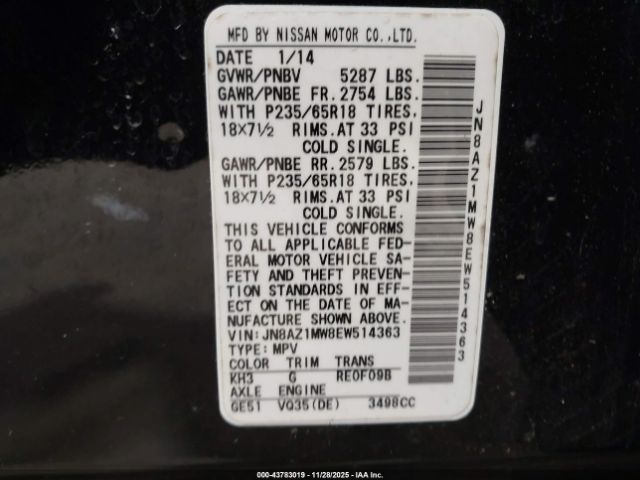 MFD BY NISSAN MOTOR CO.,LTD.
DATE 1/14
GVWR/PNBV 5287 LBS.
GAWR/PNBE FR. 2754 LBS.
WITH P235/65R18 TIRES,
18X7½ RIMS.AT 33 PSI
COLD SINGLE.
GAWR/PNBE RR. 2579 LBS.
WITH P235/65R18 TIRES,
18X7½ RIMS.AT 33 PSI
COLD SINGLE.
THIS VEHICLE CONFORMS
TO ALL APPLICABLE FED-
ERAL MOTOR VEHICLE SA-
FETY AND THEFT PREVEN-
TION STANDARDS IN EFF-
ECT ON THE DATE OF MA-
NUFACTURE SHOWN ABOVE.
VIN:JN8AZ1MW8EW514363
TYPE:MPV
COLOR TRIM TRANS
KH3 G RE0F09B
AXLE ENGINE
GE51 VQ35(DE) 3498CC
JN8AZ1MW8EW514363
000-43783019 - 11/28/2025 - IAAI, Inc.